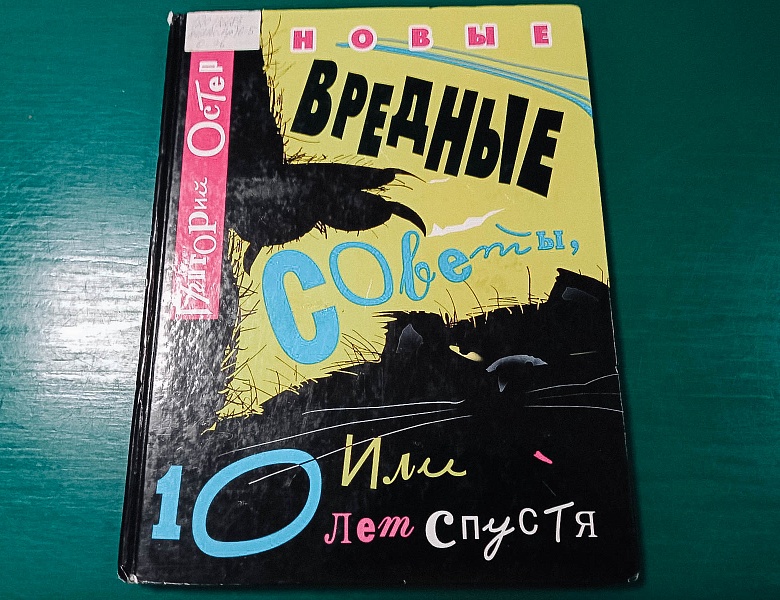 Григорий Остер
НОВЫЕ
ВРЕДНЫЕ
Советы,
Или
10 Лет спустя